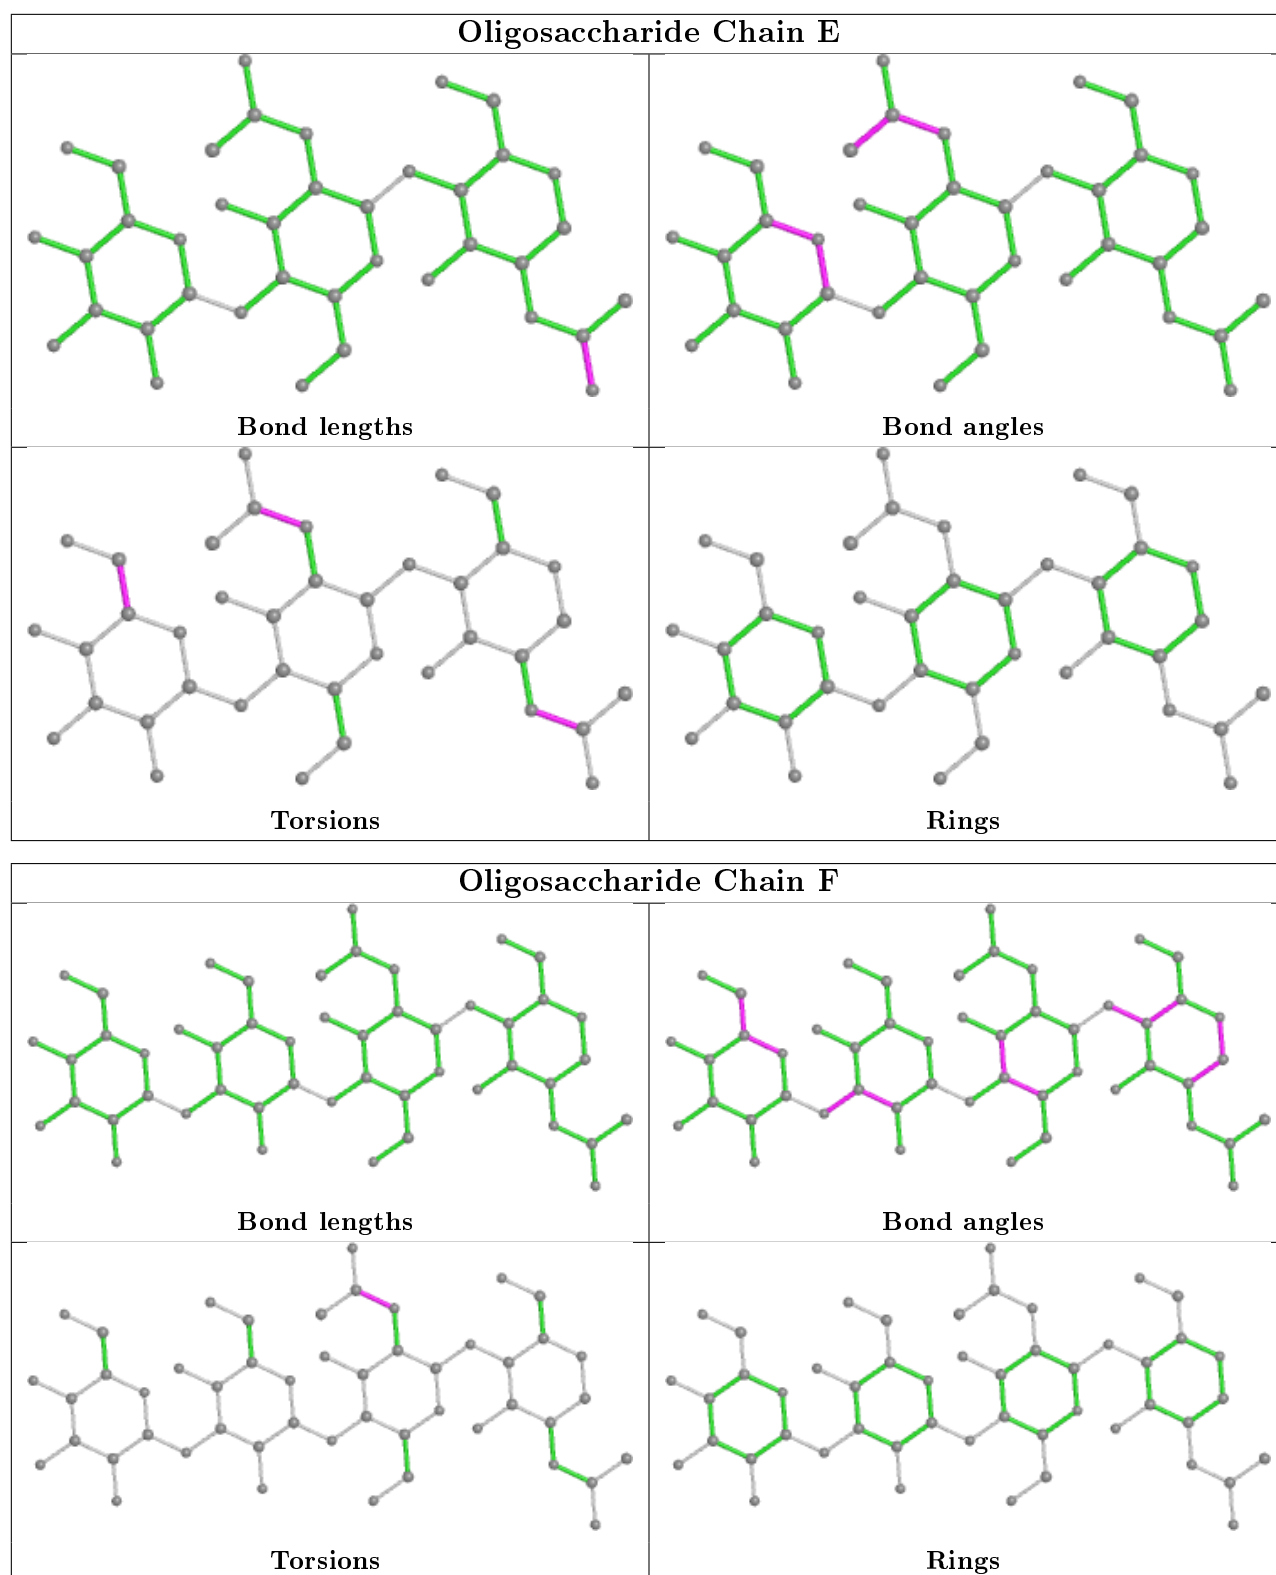 Oligosaccharide Chain E
Bond lengths
Bond angles
Torsions
Rings
Oligosaccharide Chain F
Bond lengths
Bond angles
Torsions
Rings